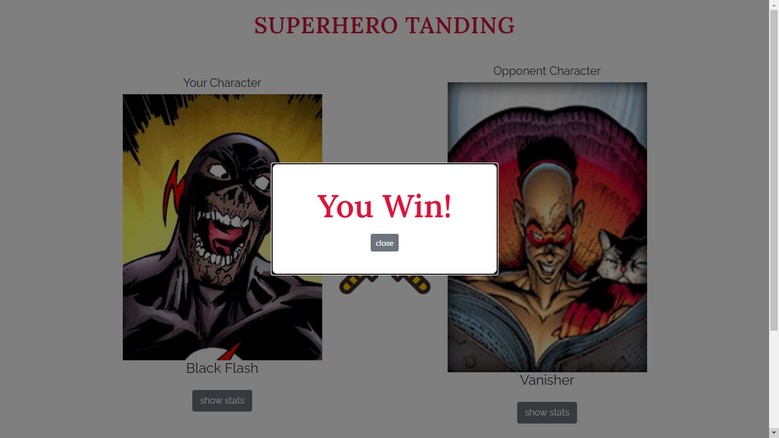 SUPERHERO TANDING
Your Character
Opponent Character
You Win!
close
Black Flash
Vanisher
show stats
show stats